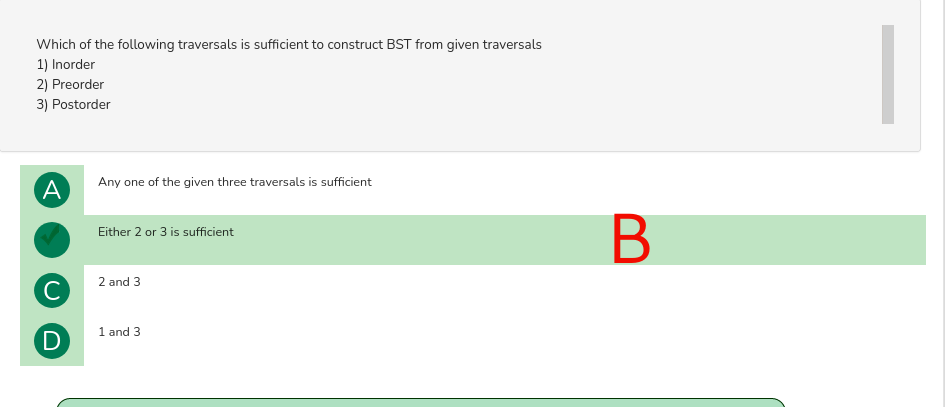 Which of the following traversals is sufficient to construct BST from given traversals
1) Inorder
2) Preorder
3) Postorder
A Any one of the given three traversals is sufficient
Either 2 or 3 is sufficient B
C 2 and 3
D 1 and 3